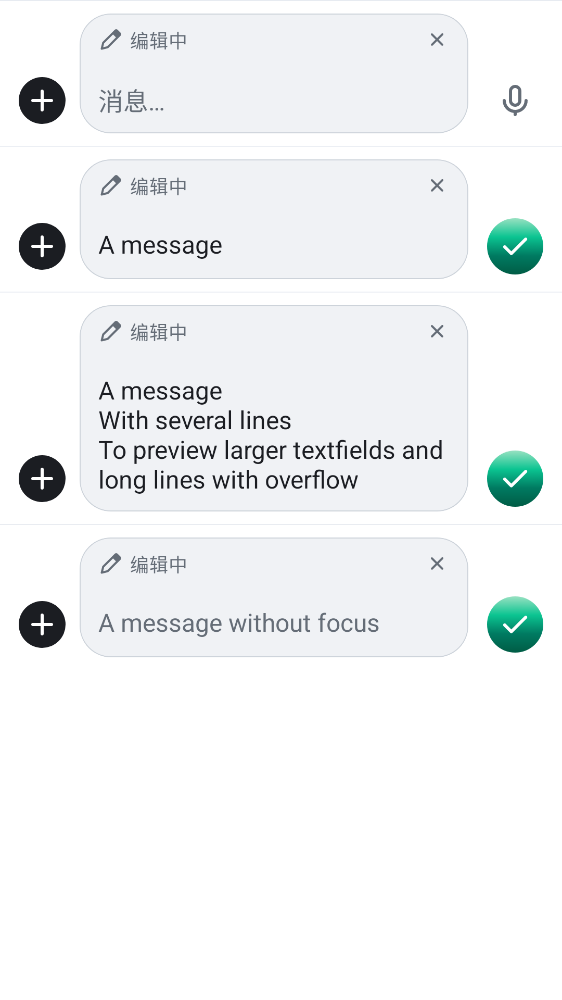 编辑中
消息…
编辑中
A message
编辑中
A message
With several lines
To preview larger textfields and
long lines with overflow
编辑中
A message without focus